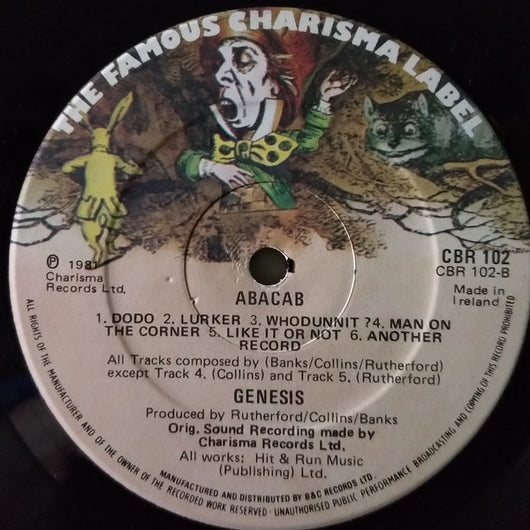 THE FAMOUS CHARISMA LABEL
CBR 102
CBR 102-B
℗ 1981
Charisma
Records Ltd.
Made in
Ireland
ABACAB
1. DODO 2. LURKER 3. WHODUNNIT ?4. MAN ON
THE CORNER 5. LIKE IT OR NOT 6. ANOTHER
RECORD
All Tracks composed by (Banks/Collins/Rutherford)
except Track 4. (Collins) and Track 5. (Rutherford)
GENESIS
Produced by Rutherford/Collins/Banks
Orig. Sound Recording made by
Charisma Records Ltd.
All works: Hit & Run Music
(Publishing) Ltd.
MANUFACTURED AND DISTRIBUTED BY B&C RECORDS LTD.
ALL RIGHTS OF THE MANUFACTURER AND OF THE OWNER OF THE RECORDED WORK RESERVED · UNAUTHORISED PUBLIC PERFORMANCE BROADCASTING AND COPYING OF THIS RECORD PROHIBITED